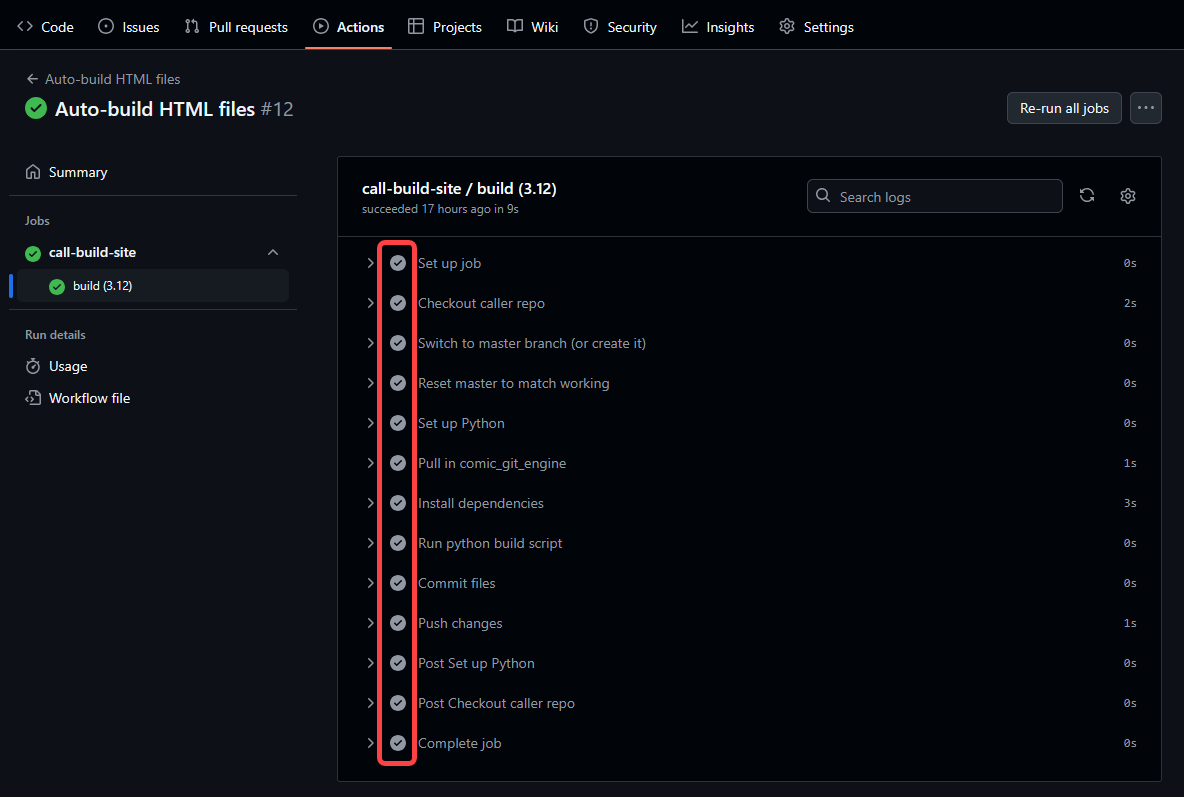 Code Issues Pull requests Actions Projects Wiki Security Insights Settings
Auto-build HTML files
Auto-build HTML files #12
Re-run all jobs
Summary
Jobs
call-build-site
build (3.12)
Run details
Usage
Workflow file
call-build-site / build (3.12)
succeeded 17 hours ago in 9s
Search logs
Set up job 0s
Checkout caller repo 2s
Switch to master branch (or create it) 0s
Reset master to match working 0s
Set up Python 0s
Pull in comic_git_engine 1s
Install dependencies 3s
Run python build script 0s
Commit files 0s
Push changes 1s
Post Set up Python 0s
Post Checkout caller repo 0s
Complete job 0s